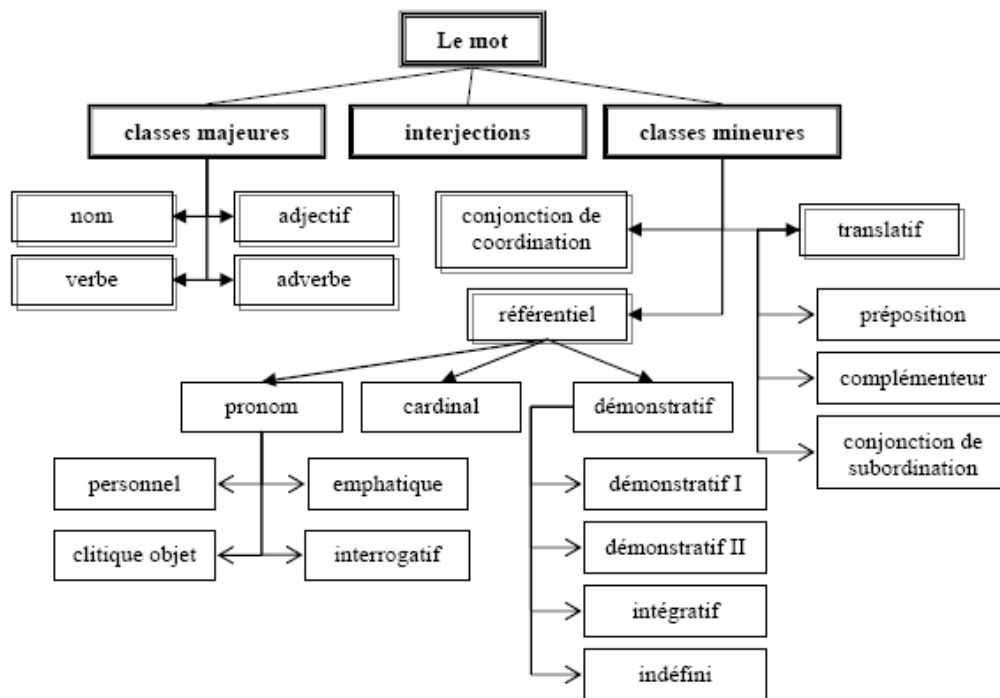 Le mot
classes majeures
interjections
classes mineures
nom
adjectif
conjonction de
coordination
translatif
verbe
adverbe
référentiel
préposition
pronom
cardinal
démonstratif
complémenteur
conjonction de
subordination
personnel
emphatique
démonstratif I
clitique objet
interrogatif
démonstratif II
intégratif
indéfini